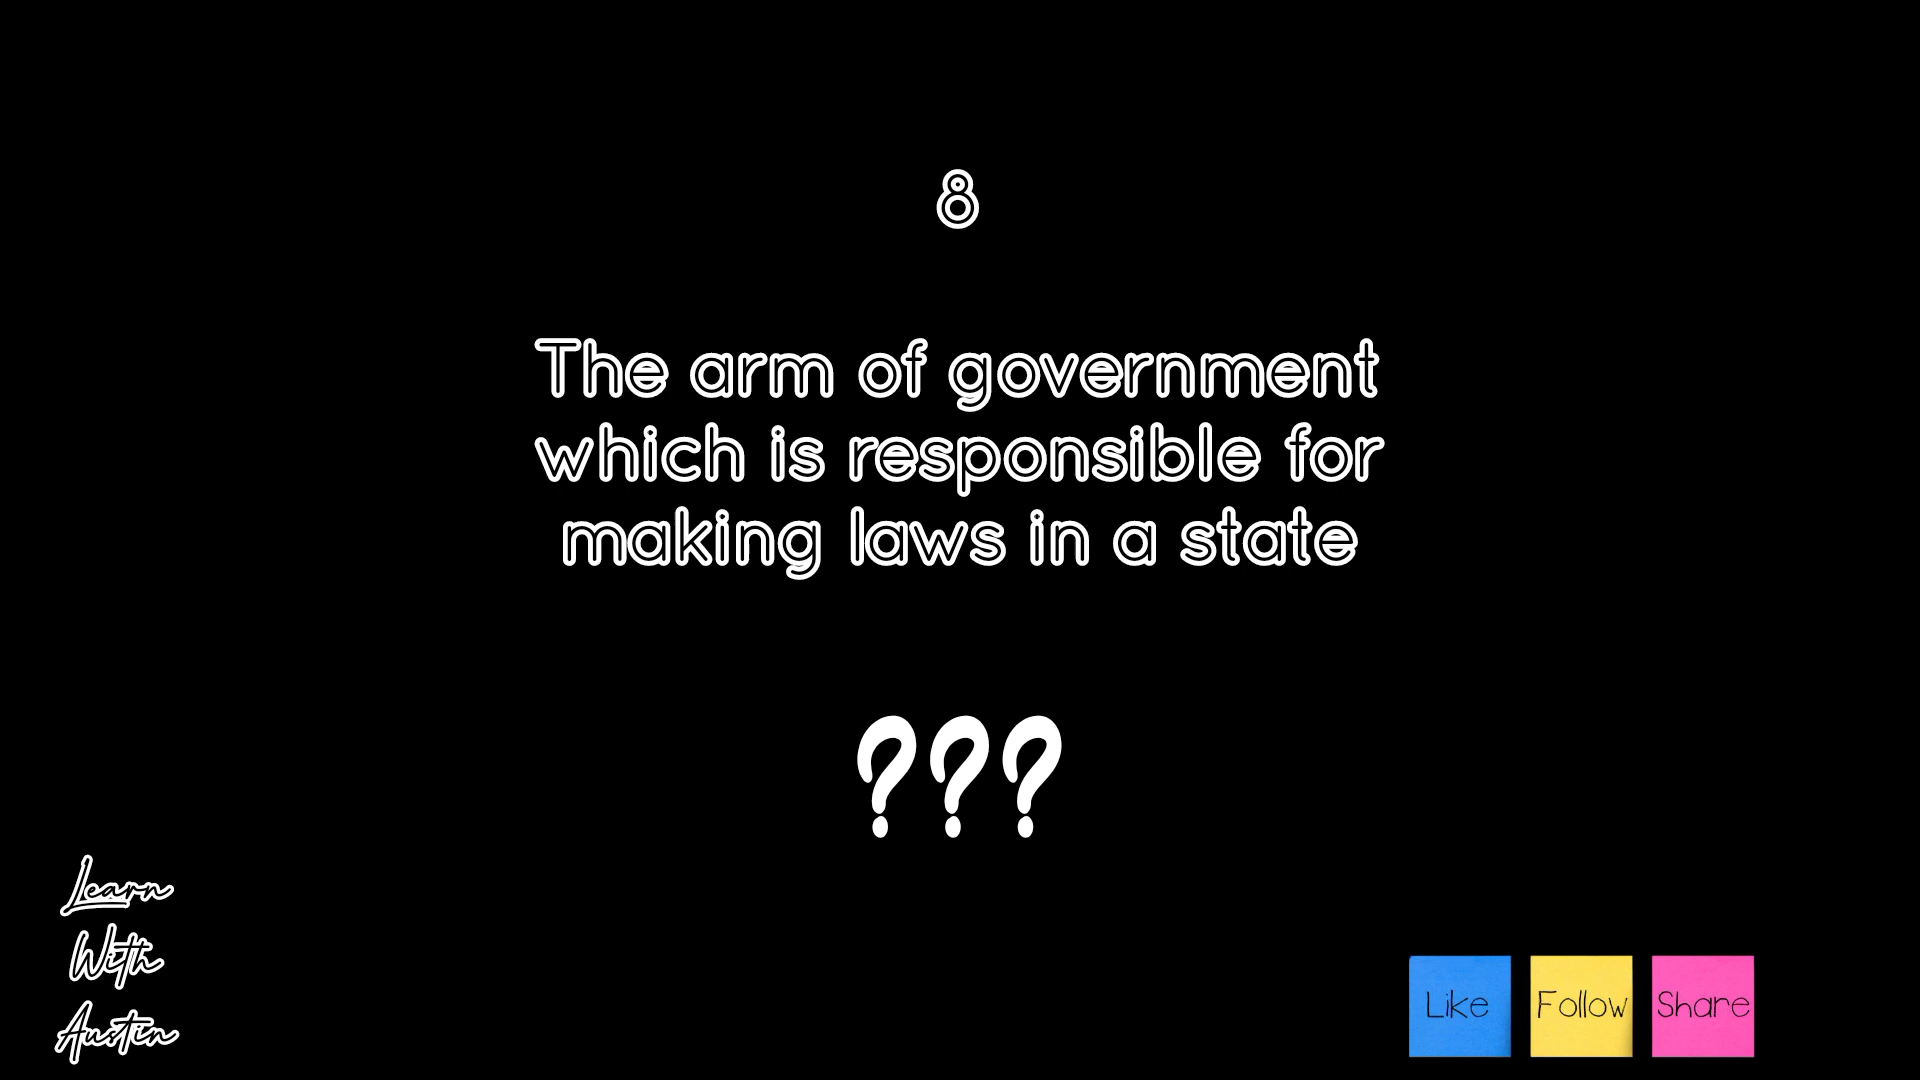 8
The arm of government
which is responsible for
making laws in a state
???
Learn
With
Austin
Like
Follow
Share